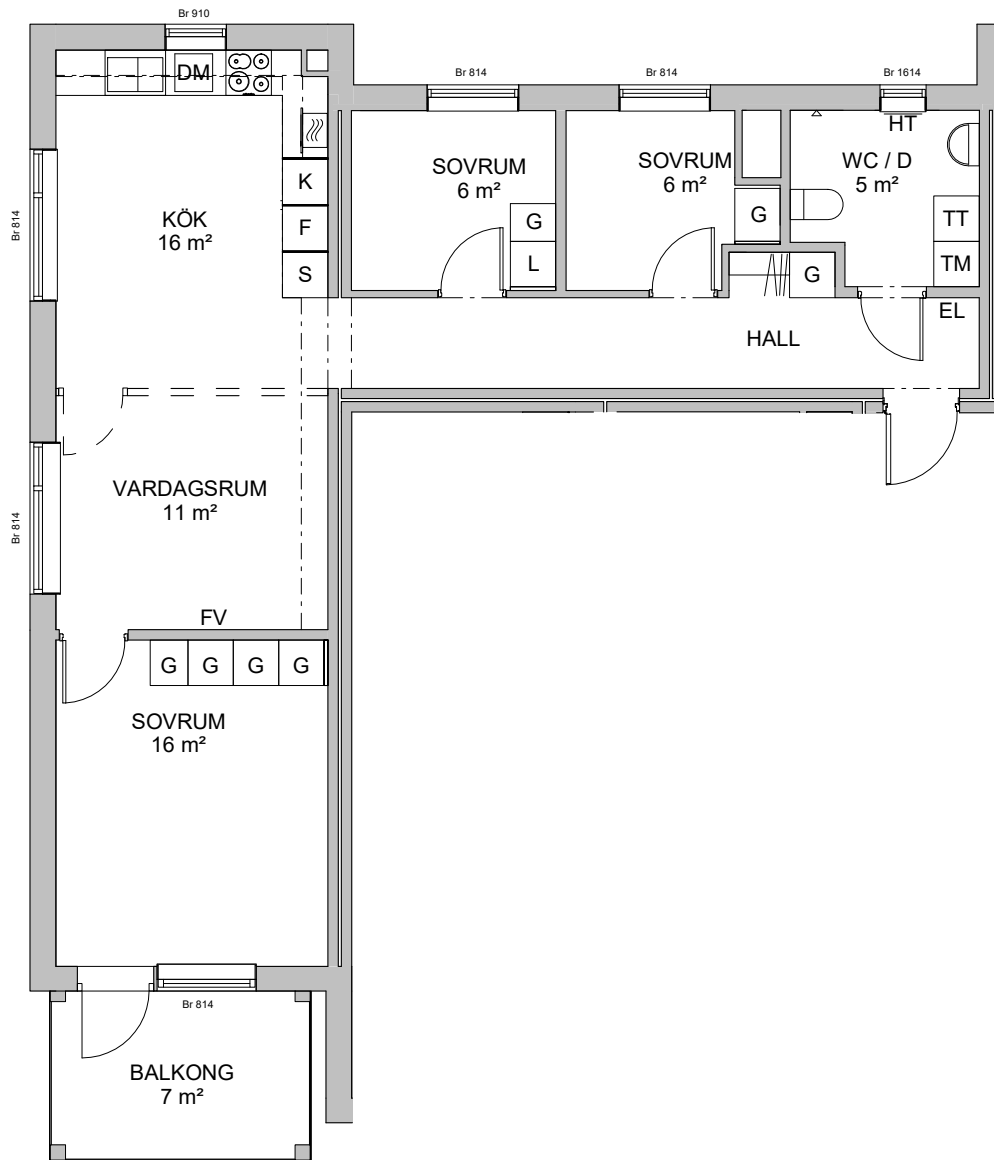 Br 910
DM
Br 814
Br 814
Br 1614
HT
SOVRUM
6 m²
SOVRUM
6 m²
WC / D
5 m²
K
F
S
G
L
G
G
TT
TM
KÖK
16 m²
Br 814
HALL
EL
VARDAGSRUM
11 m²
Br 814
FV
G
G
G
G
SOVRUM
16 m²
Br 814
BALKONG
7 m²